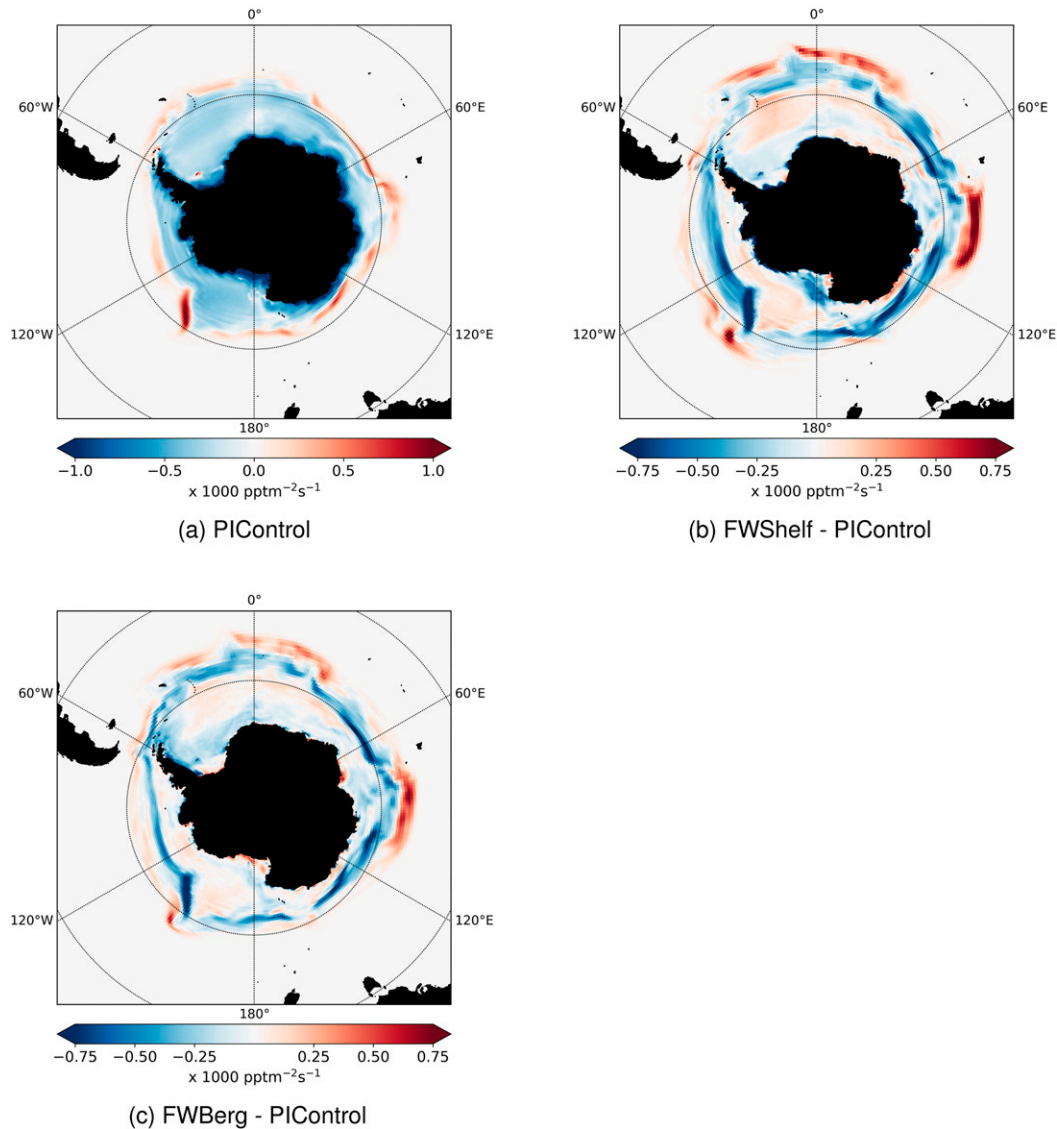 0°
0°
60°W
60°E
60°W
60°E
120°W
120°E
120°W
120°E
180°
180°
−1.0 −0.5 0.0 0.5 1.0
−0.75 −0.50 −0.25 0.25 0.50 0.75
x 1000 pptm⁻²s⁻¹
x 1000 pptm⁻²s⁻¹
(a) PIControl
(b) FWShelf - PIControl
0°
60°W
60°E
120°W
120°E
180°
−0.75 −0.50 −0.25 0.25 0.50 0.75
x 1000 pptm⁻²s⁻¹
(c) FWBerg - PIControl